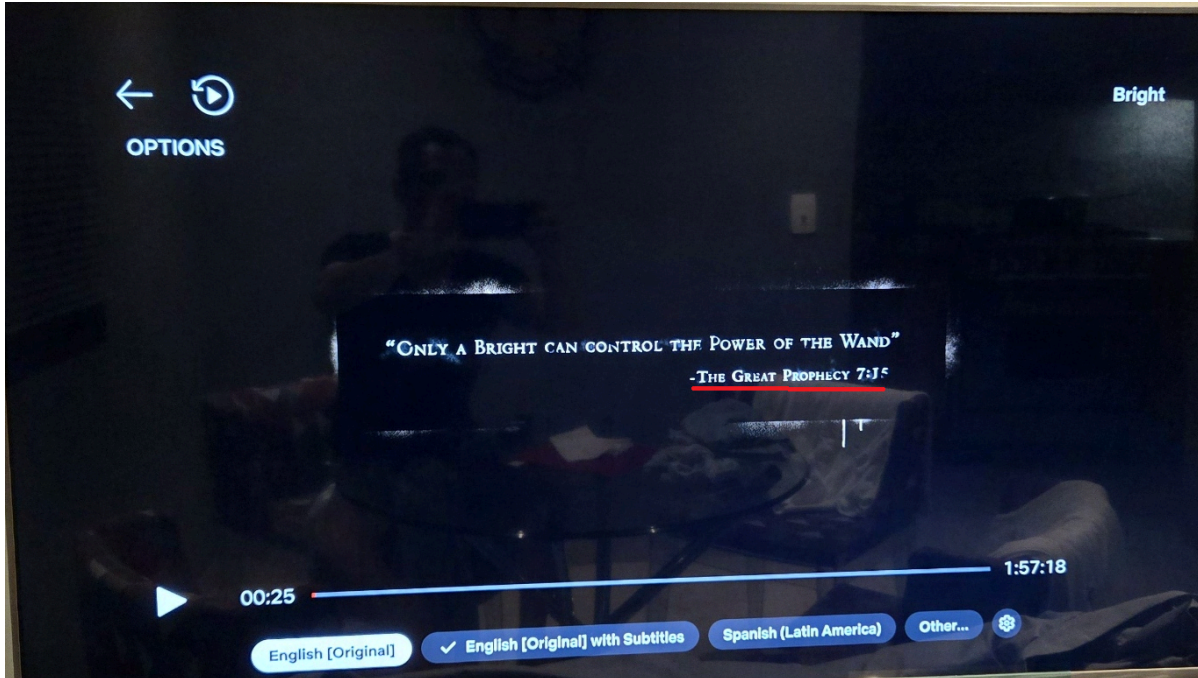 Bright
OPTIONS
“ONLY A BRIGHT CAN CONTROL THE POWER OF THE WAND”
-THE GREAT PROPHECY 7:15
00:25
1:57:18
English [Original]
✓ English [Original] with Subtitles
Spanish (Latin America)
Other...